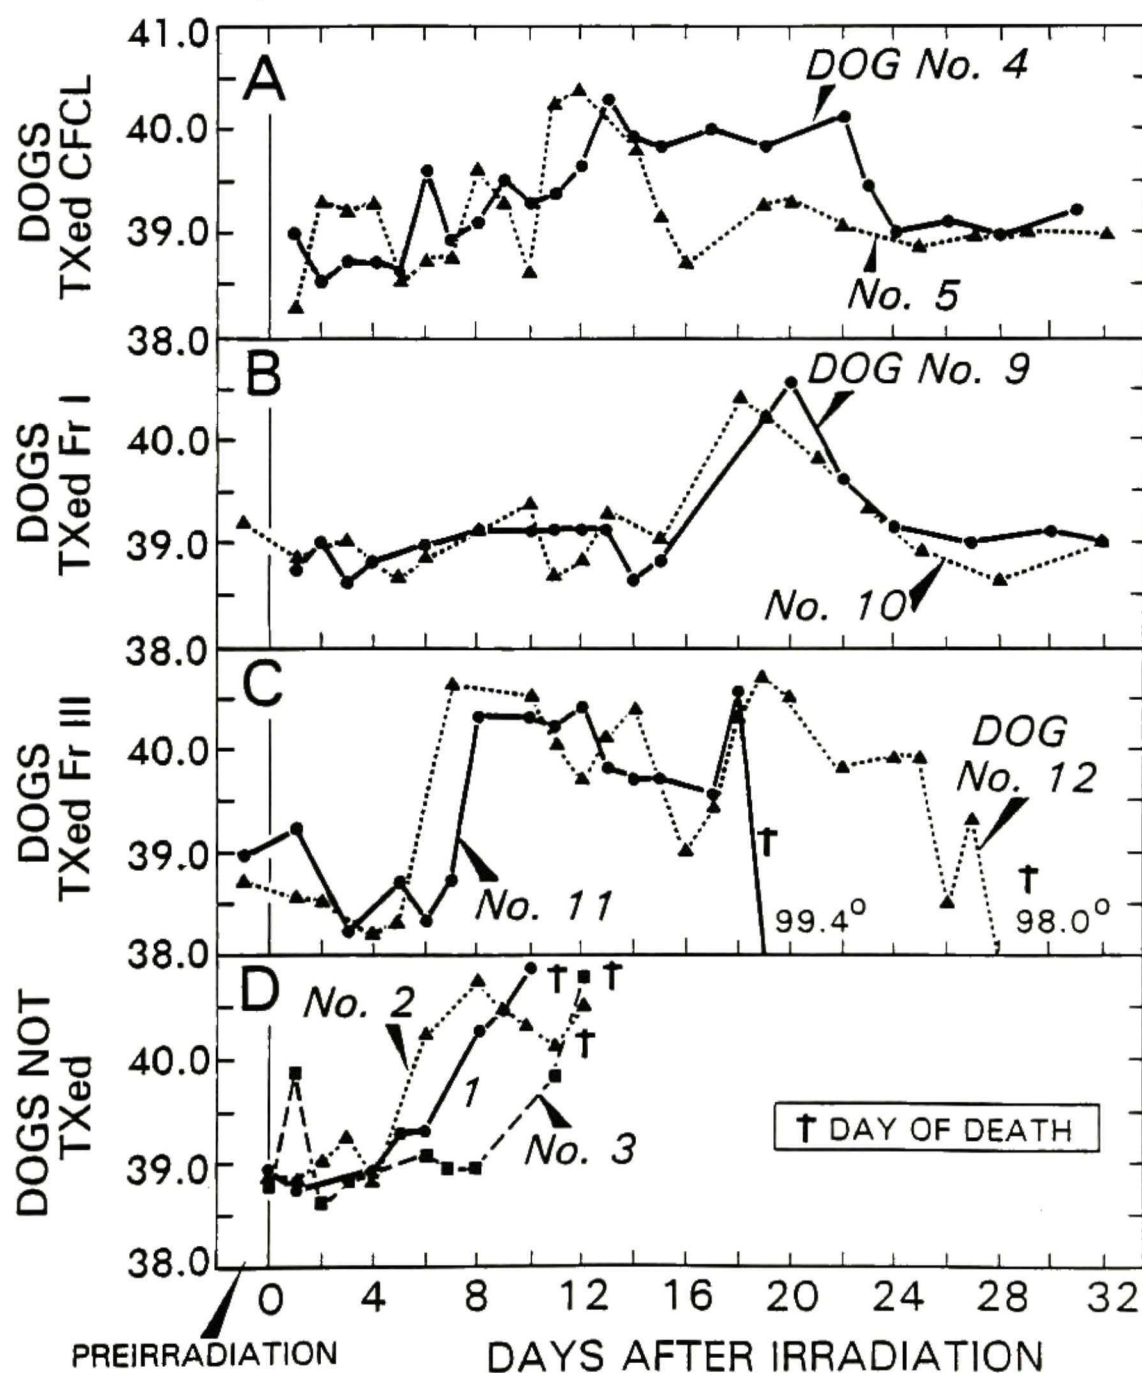 41.0
A
DOG No. 4
DOGS
TXed CFCL
40.0
39.0
No. 5
38.0
B
DOG No. 9
DOGS
TXed Fr I
40.0
39.0
No. 10
38.0
C
DOGS
TXed Fr III
40.0
DOG
No. 12
39.0
†
No. 11
99.4°
†
98.0°
38.0
D
† †
No. 2
DOGS NOT
TXed
40.0
†
1
† DAY OF DEATH
No. 3
39.0
38.0
0 4 8 12 16 20 24 28 32
PREIRRADIATION
DAYS AFTER IRRADIATION